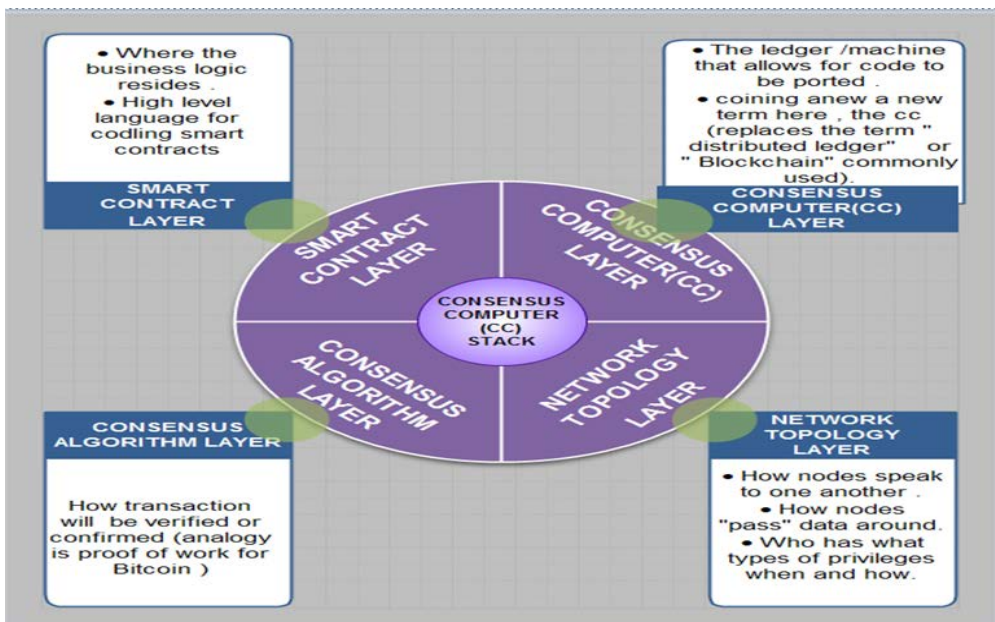 • Where the
business logic
resides .
• High level
language for
codling smart
contracts
SMART
CONTRACT
LAYER
• The ledger /machine
that allows for code to
be ported .
• coining anew a new
term here , the cc
(replaces the term "
distributed ledger" or
" Blockchain" commonly
used).
CONSENSUS
COMPUTER(CC)
LAYER
SMART
CONTRACT
LAYER
CONSENSUS
COMPUTER(CC)
LAYER
CONSENSUS
COMPUTER
(CC)
STACK
CONSENSUS
ALGORITHM
LAYER
NETWORK
TOPOLOGY
LAYER
CONSENSUS
ALGORITHM LAYER
How transaction
will be verified or
confirmed (analogy
is proof of work for
Bitcoin )
NETWORK
TOPOLOGY
LAYER
• How nodes speak
to one another .
• How nodes
"pass" data around.
• Who has what
types of privileges
when and how.